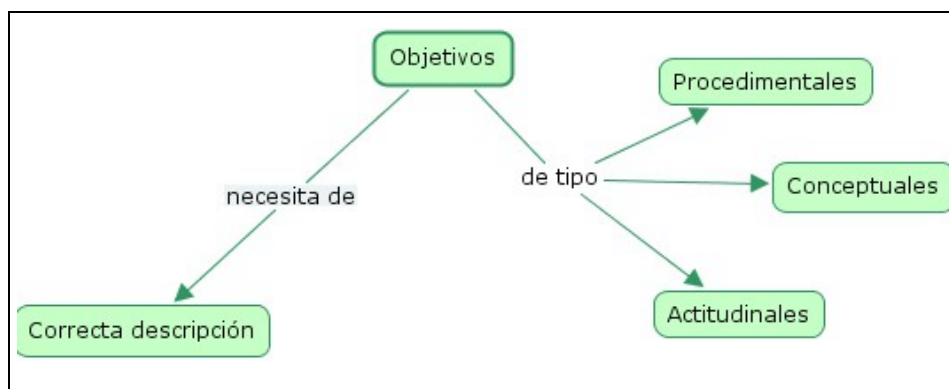 Objetivos
Procedimentales
necesita de
de tipo
Conceptuales
Correcta descripción
Actitudinales